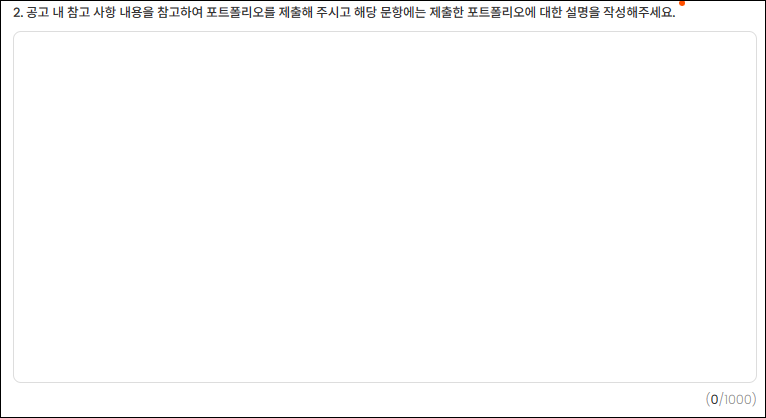 2. 공고 내 참고 사항 내용을 참고하여 포트폴리오를 제출해 주시고 해당 문항에는 제출한 포트폴리오에 대한 설명을 작성해주세요.
(0/1000)